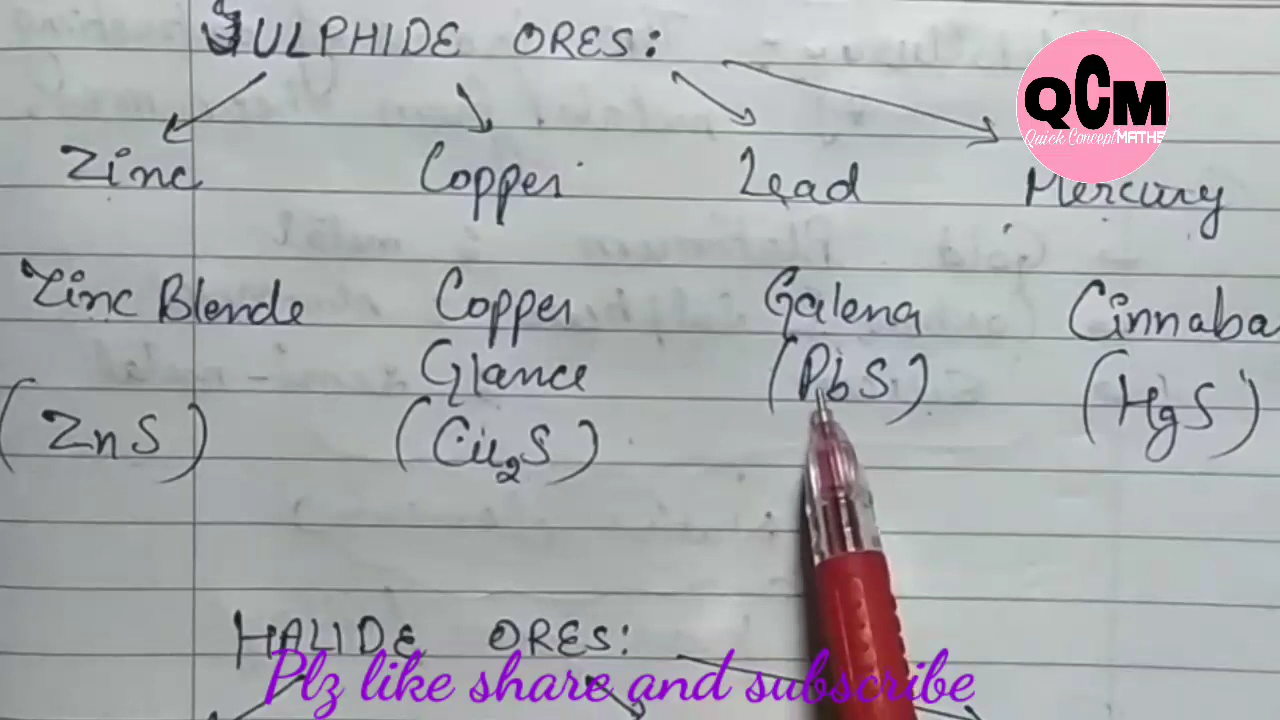 SULPHIDE ORES:
QCM
Quick Concept MATHS
Zinc Copper Lead Mercury
Zinc Blende Copper Galena Cinnaba
Glance (PbS) (HgS)
(ZnS) (Cu2S)
HALIDE ORES:
Plz like share and subscribe